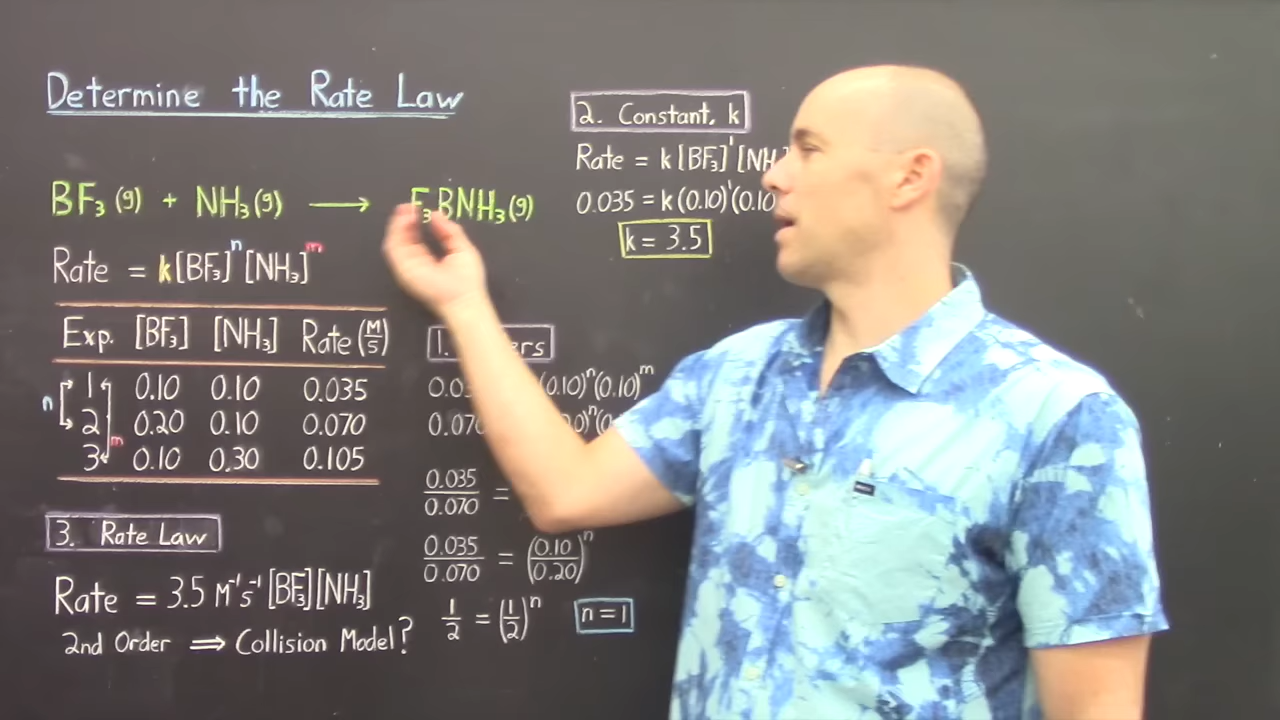 Determine the Rate Law
BF₃(g) + NH₃(g) ⟶ F₃BNH₃(g)
Rate = k[BF₃]ⁿ[NH₃]ᵐ
Exp. [BF₃] [NH₃] Rate (M/s)
1 0.10 0.10 0.035
n 2 0.20 0.10 0.070
m
3 0.10 0.30 0.105
3. Rate Law
Rate = 3.5 M⁻¹s⁻¹ [BF₃][NH₃]
2nd Order ⟹ Collision Model?
1.
(0.10)ⁿ(0.10)ᵐ
0.035/0.070 =
0.035/0.070 = (0.10/0.20)ⁿ
1/2 = (1/2)ⁿ n = 1
2. Constant, k
Rate = k[BF₃]¹[NH
0.035 = k(0.10)¹(0.10
k = 3.5